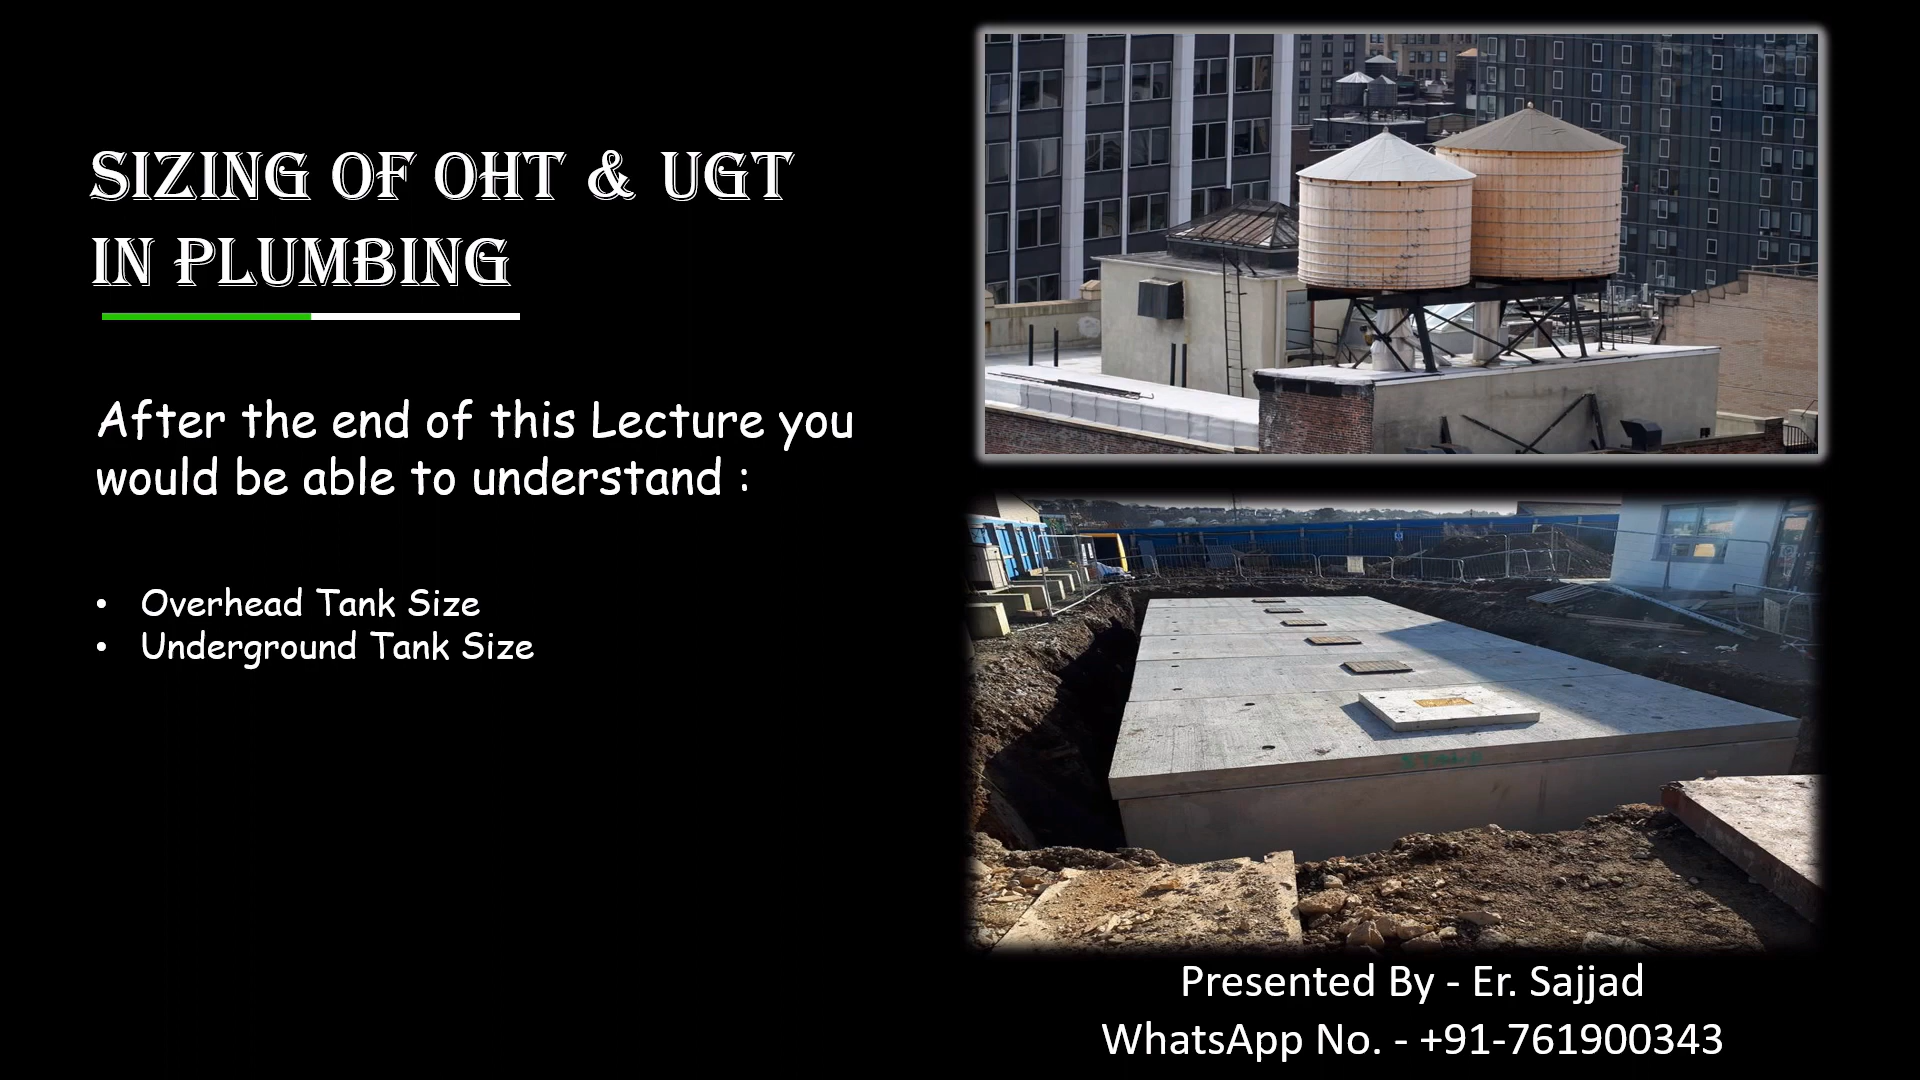 SIZING OF OHT & UGT
IN PLUMBING
After the end of this Lecture you
would be able to understand :
• Overhead Tank Size
• Underground Tank Size
Presented By - Er. Sajjad
WhatsApp No. - +91-761900343